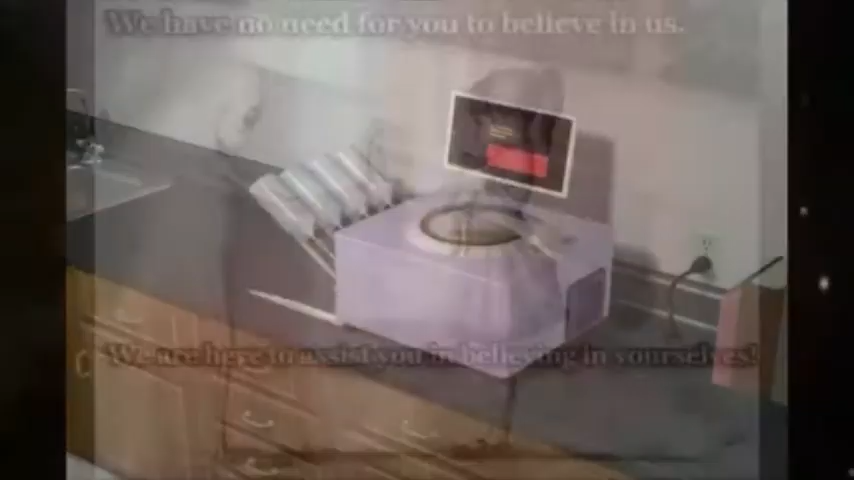 We have no need for you to believe in us.
We are here to assist you in believing in yourselves!